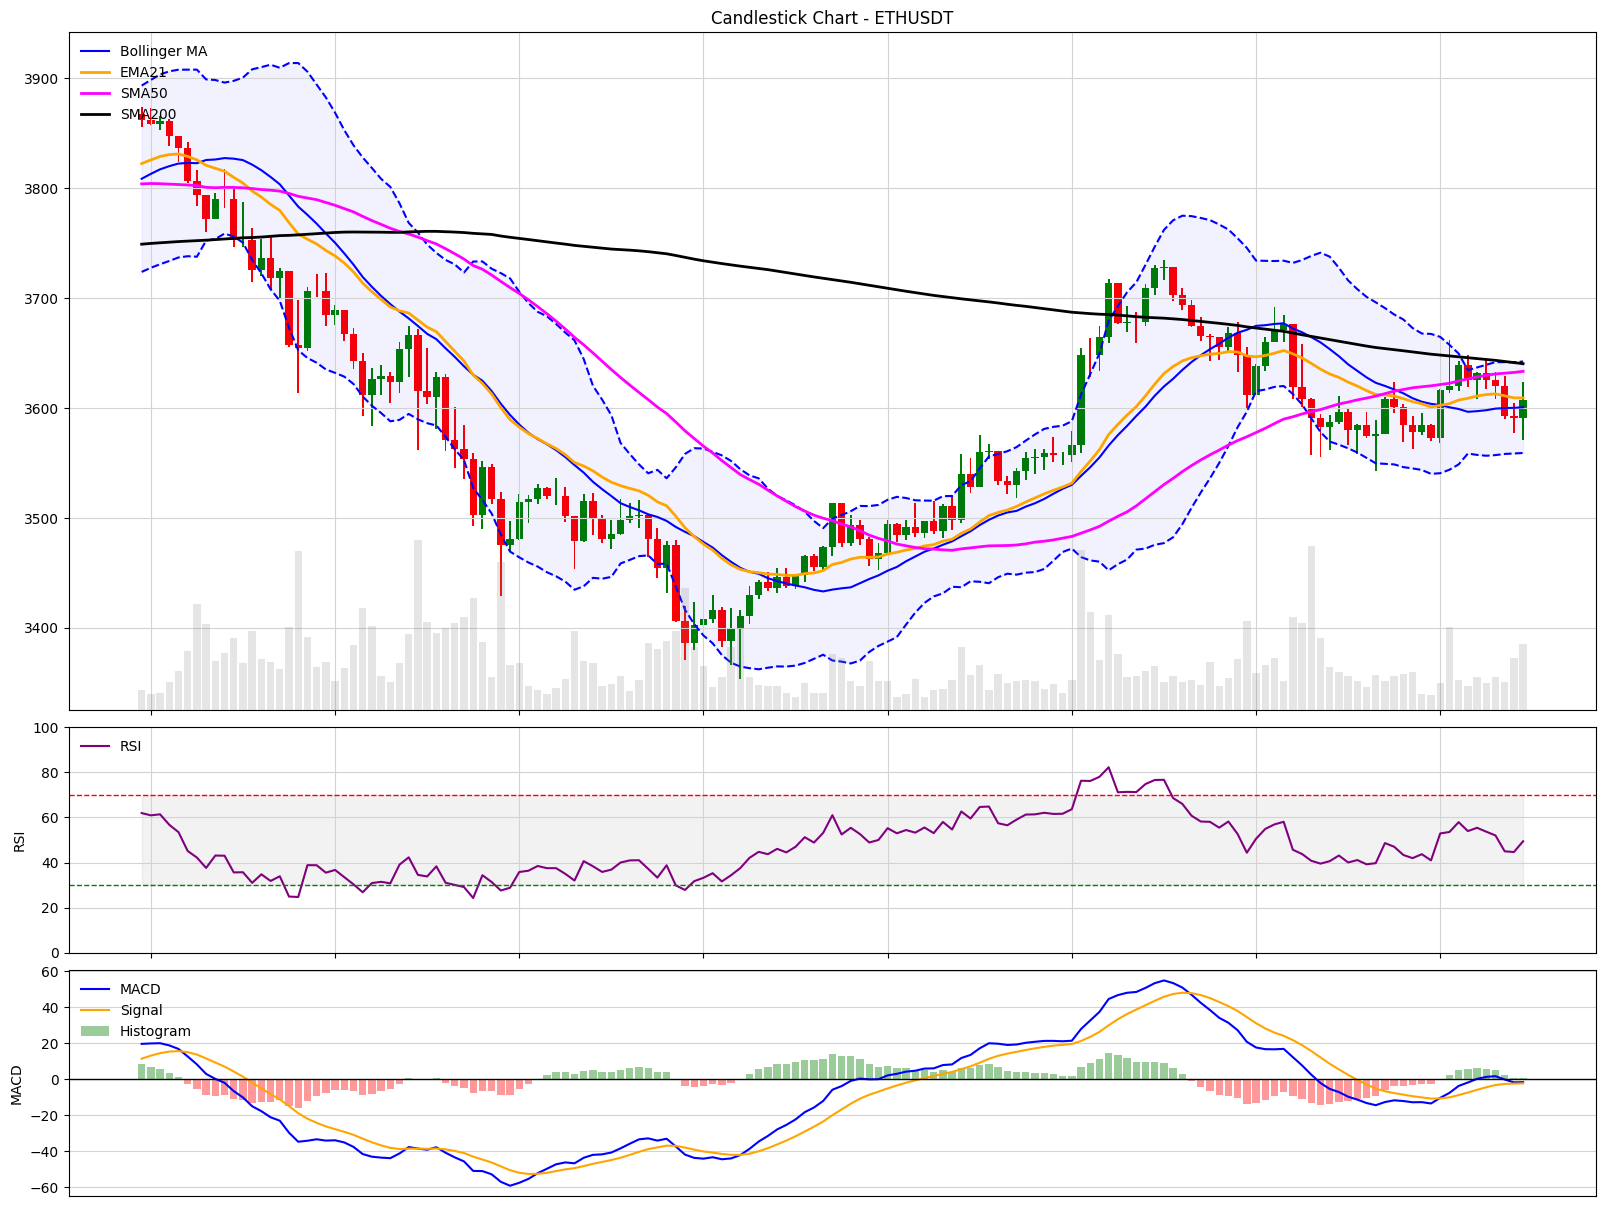 Candlestick Chart - ETHUSDT
Bollinger MA
EMA21
SMA50
SMA200
3900
3800
3700
3600
3500
3400
RSI
100
80
60
40
20
0
RSI
MACD
Signal
Histogram
60
40
20
0
−20
−40
−60
MACD